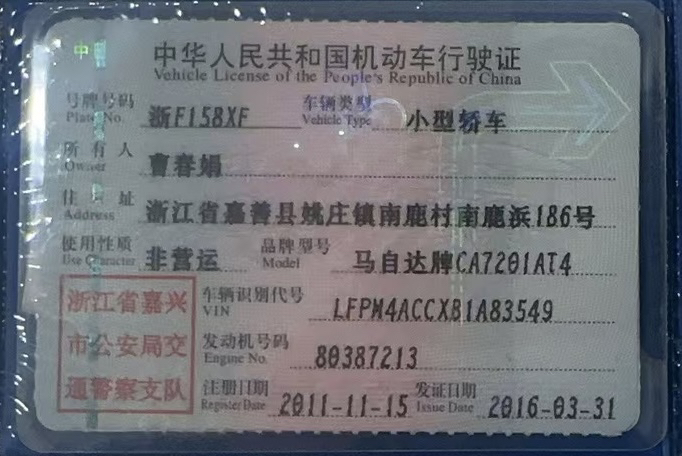 中华人民共和国机动车行驶证
Vehicle License of the People's Republic of China
号牌号码 浙F158XF 车辆类型 小型轿车
Plate No. Vehicle Type
所有人 曹春娟
Owner
住址 浙江省嘉善县姚庄镇南鹿村南鹿浜186号
Address
使用性质 非营运 品牌型号 马自达牌CA7201AT4
Use Character Model
浙江省嘉兴 车辆识别代号 LFPM4ACCXB1A83549
VIN
市公安局交 发动机号码 80387213
Engine No.
通警察支队 注册日期 2011-11-15 发证日期 2016-03-31
Register Date Issue Date